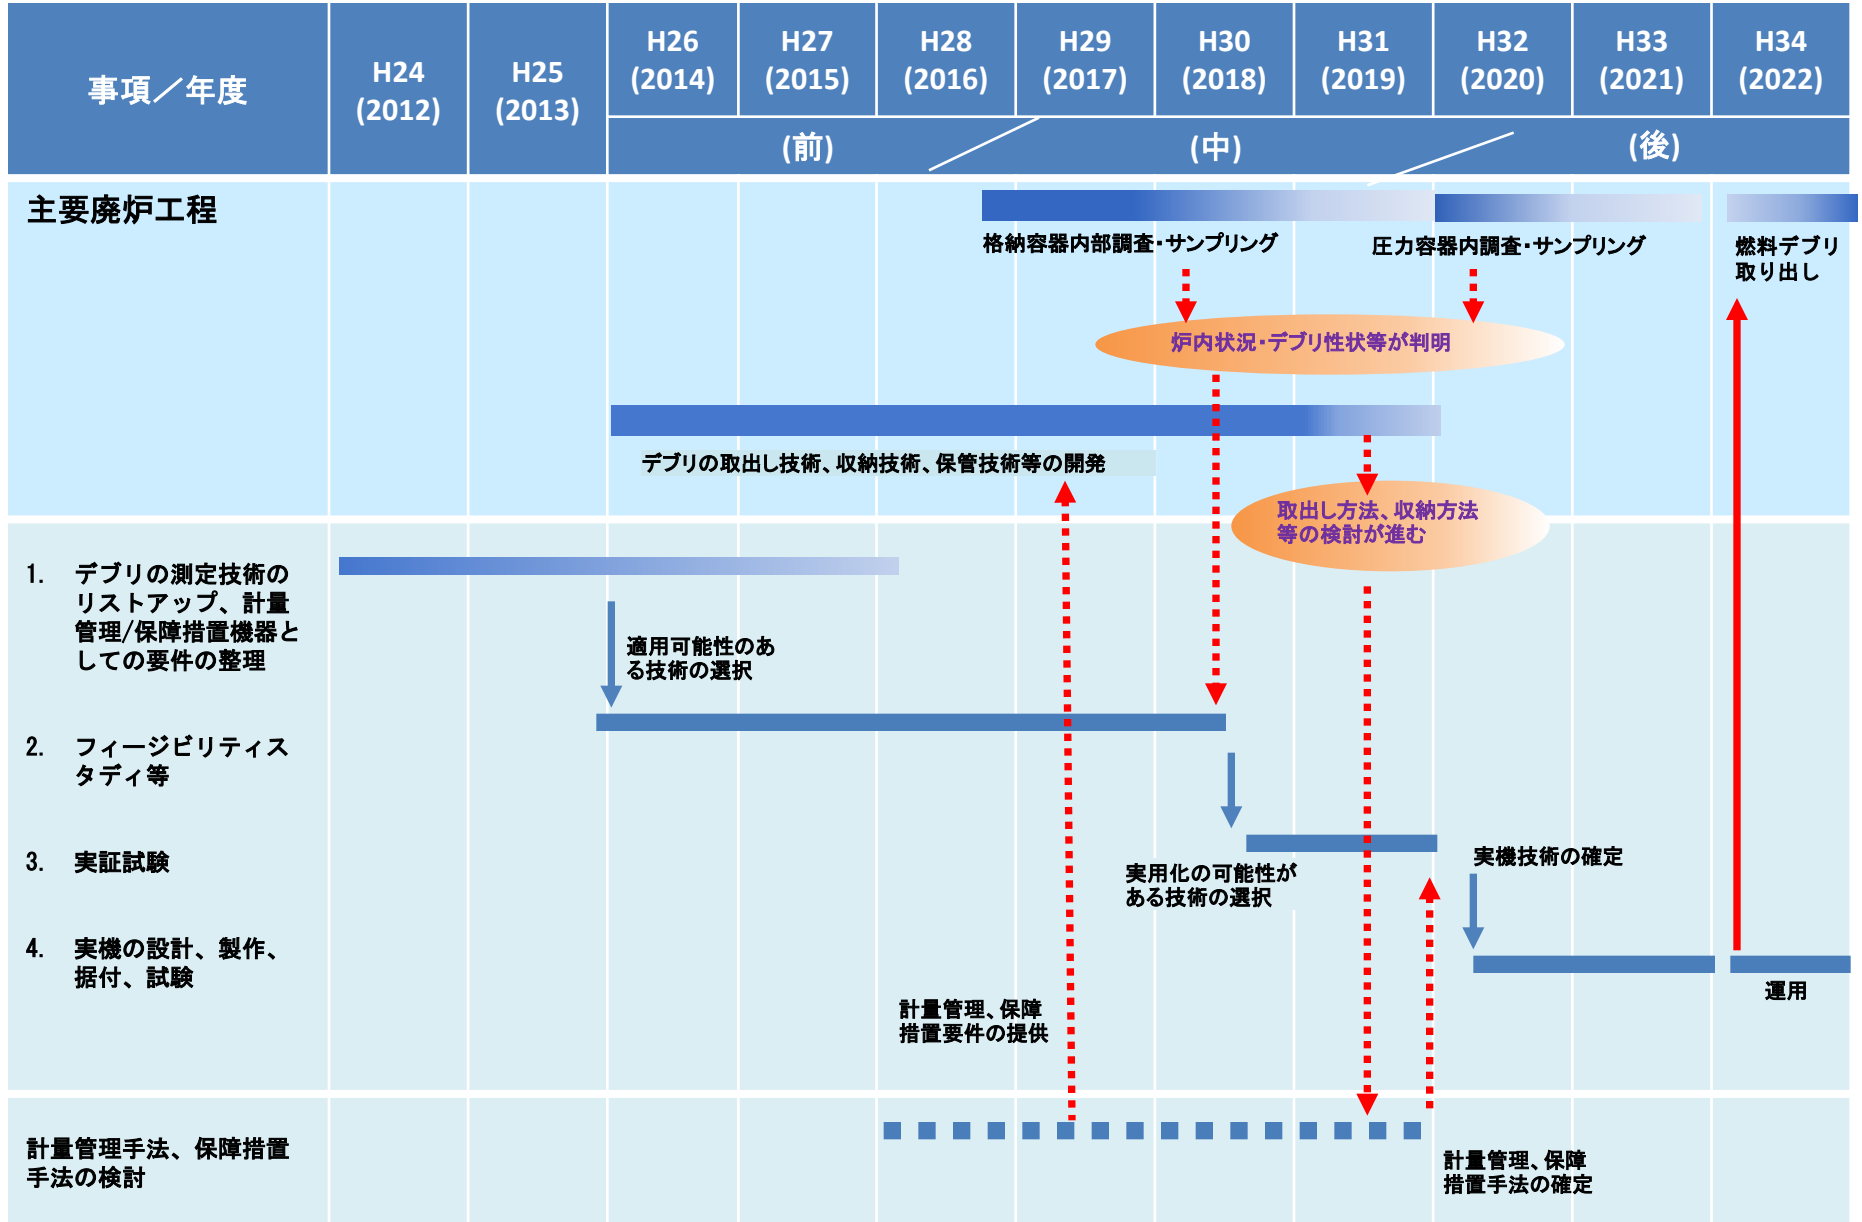 事項／年度
H24
(2012)
H25
(2013)
H26
(2014)
H27
(2015)
H28
(2016)
H29
(2017)
H30
(2018)
H31
(2019)
H32
(2020)
H33
(2021)
H34
(2022)
(前)
(中)
(後)
主要廃炉工程
格納容器内部調査・サンプリング
圧力容器内調査・サンプリング
燃料デブリ
取り出し
炉内状況・デブリ性状等が判明
デブリの取出し技術、収納技術、保管技術等の開発
取出し方法、収納方法
等の検討が進む
1. デブリの測定技術の
リストアップ、計量
管理/保障措置機器と
しての要件の整理
適用可能性のあ
る技術の選択
2. フィージビリティス
タディ等
3. 実証試験
実用化の可能性が
ある技術の選択
実機技術の確定
4. 実機の設計、製作、
据付、試験
運用
計量管理、保障
措置要件の提供
計量管理手法、保障措置
手法の検討
計量管理、保障
措置手法の確定